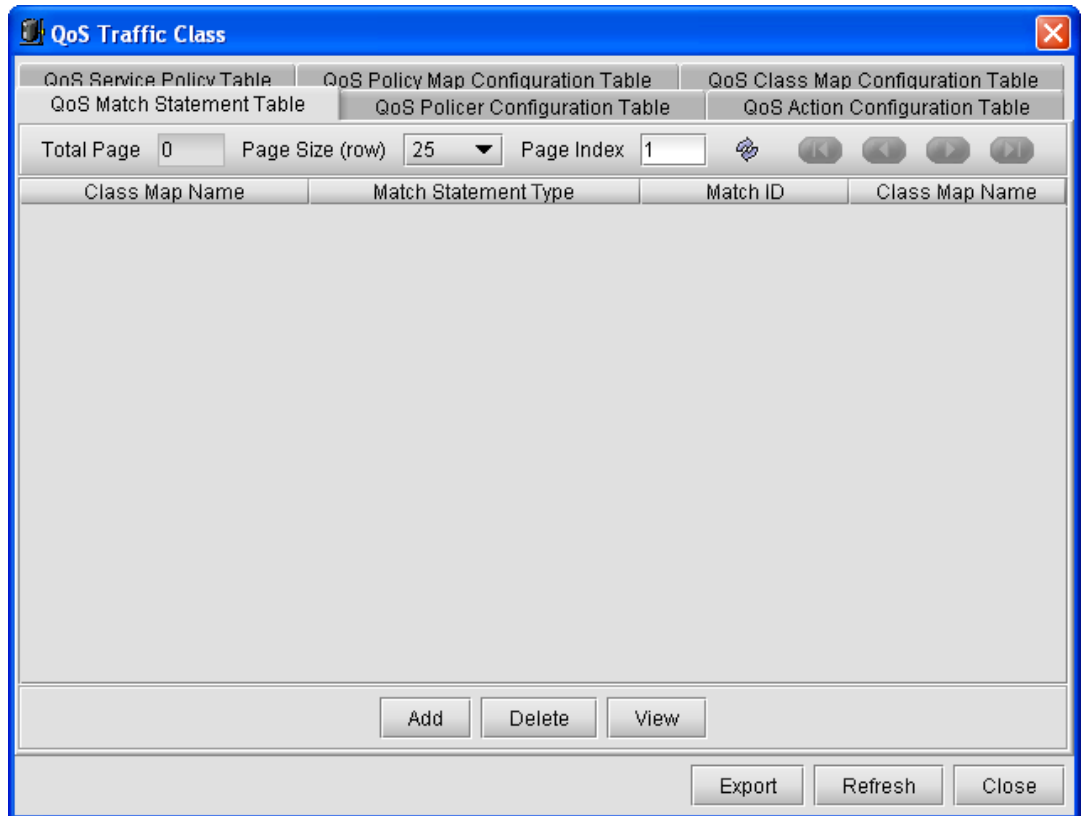 QoS Traffic Class
QoS Service Policy Table QoS Policy Map Configuration Table QoS Class Map Configuration Table
QoS Match Statement Table QoS Policer Configuration Table QoS Action Configuration Table
Total Page 0 Page Size (row) 25 Page Index 1
Class Map Name Match Statement Type Match ID Class Map Name
Add Delete View
Export Refresh Close